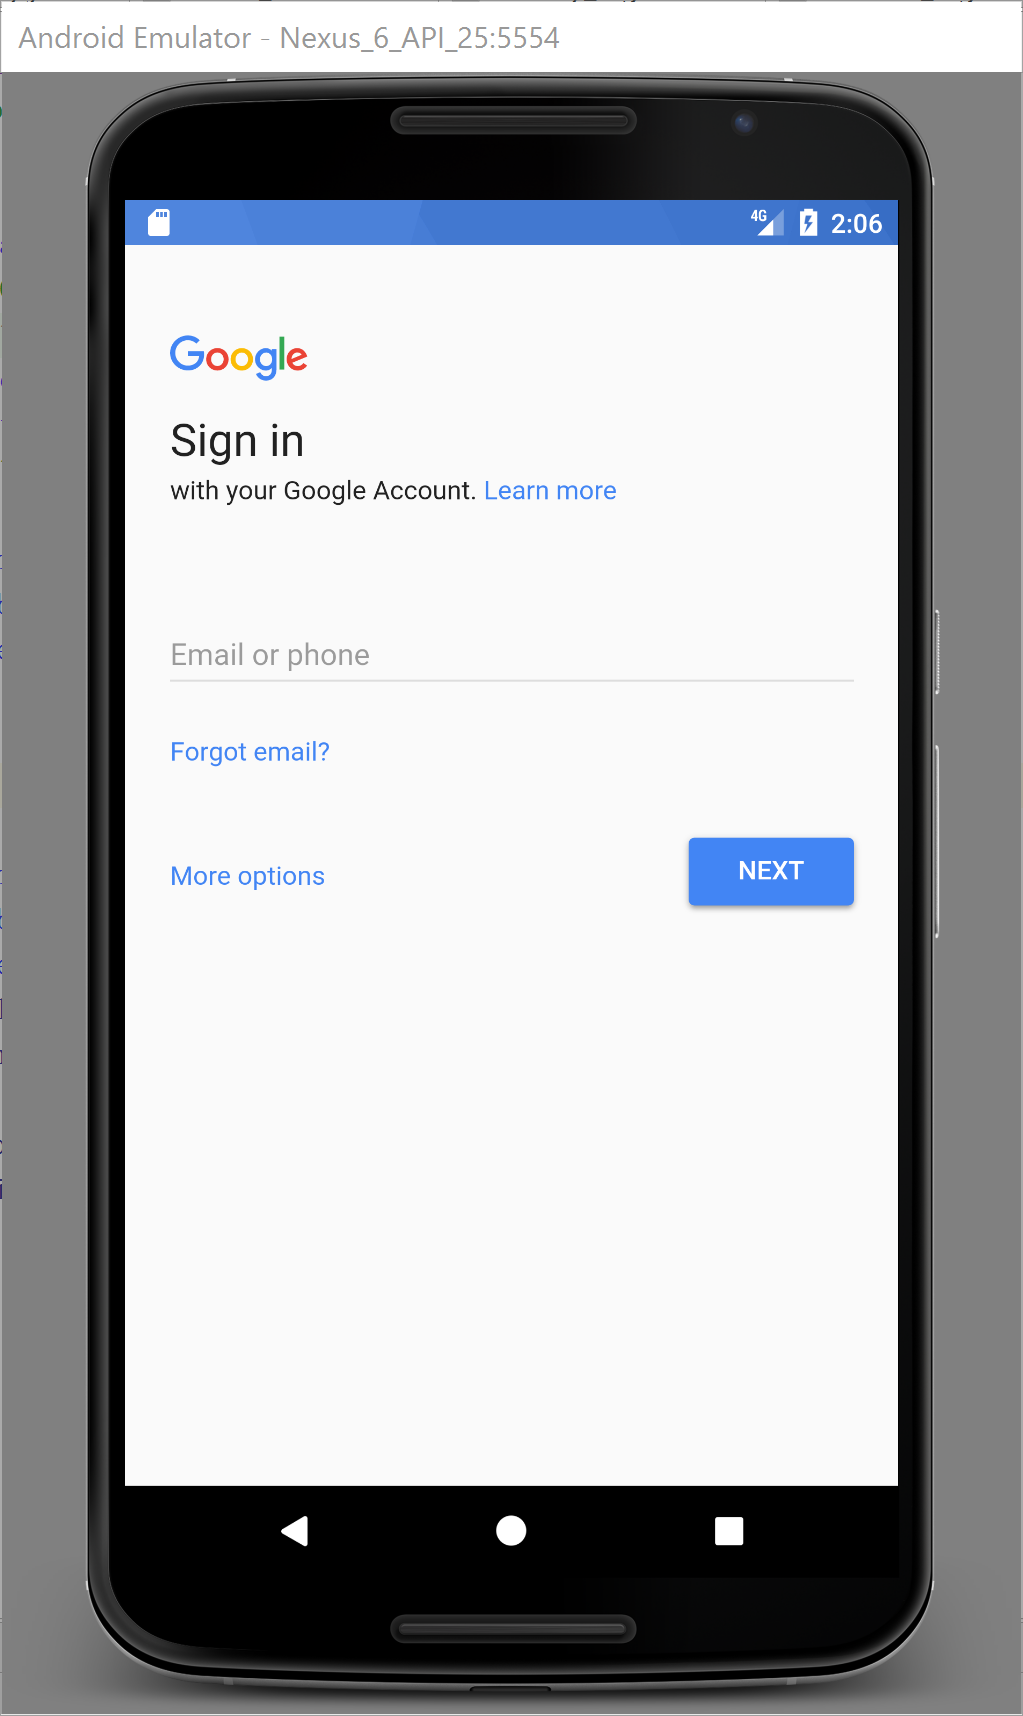 Android Emulator - Nexus_6_API_25:5554
4G 2:06
Google
Sign in
with your Google Account. Learn more
Email or phone
Forgot email?
More options
NEXT